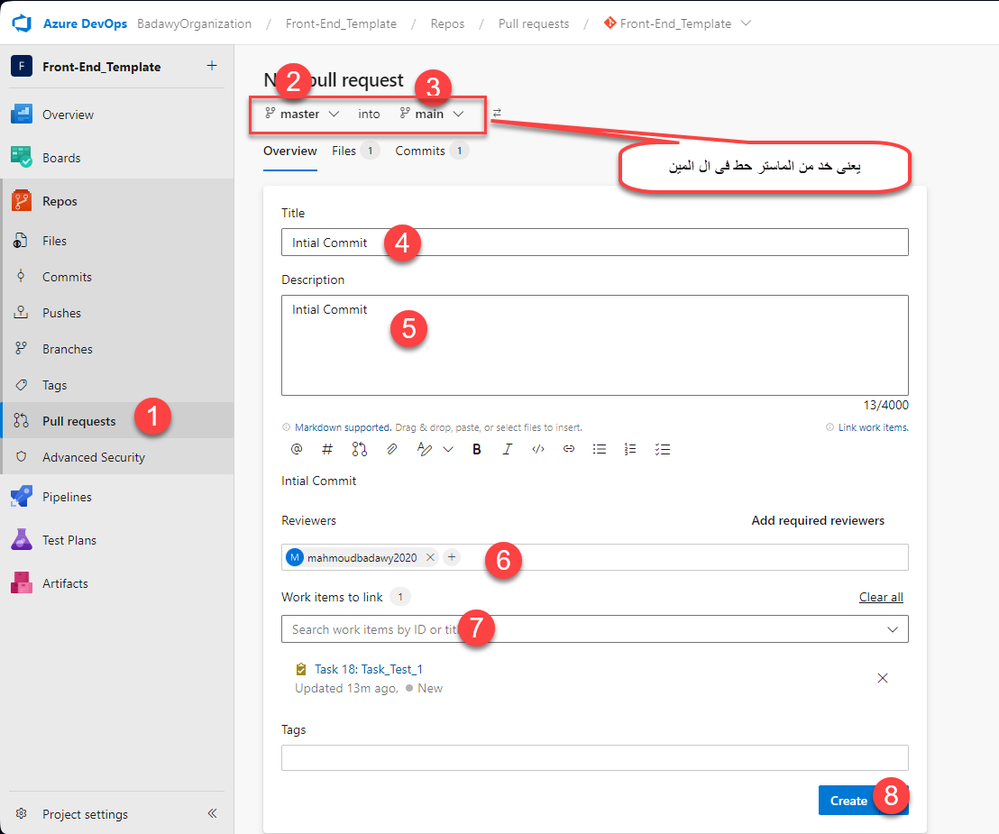 Azure DevOps BadawyOrganization / Front-End_Template / Repos / Pull requests / Front-End_Template
F Front-End_Template +
Overview
Boards
Repos
Files
Commits
Pushes
Branches
Tags
Pull requests 1
Advanced Security
Pipelines
Test Plans
Artifacts
Project settings
pull request
2 3
master into main
يعنى خد من الماستر حط فى ال المين
Overview Files 1 Commits 1
Title
Intial Commit 4
Description
Intial Commit
5
13/4000
Markdown supported. Drag & drop, paste, or select files to insert. Link work items.
Intial Commit
Reviewers Add required reviewers
M mahmoudbadawy2020 6
Work items to link 1 Clear all
Search work items by ID or 7
Task 18: Task_Test_1
Updated 13m ago, New
Tags
Create 8